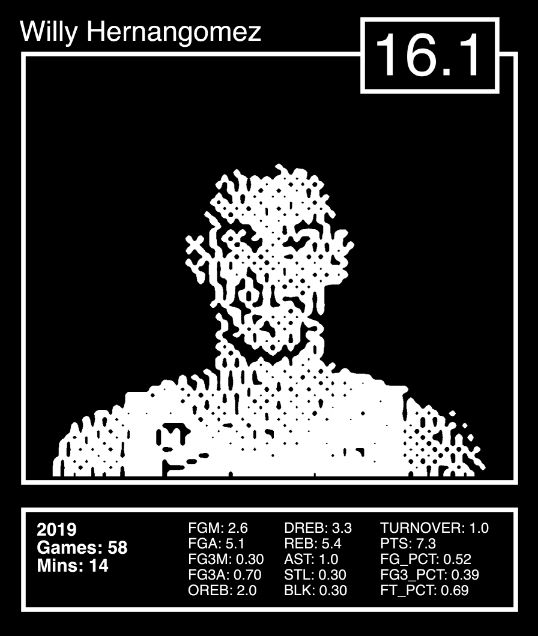 Willy Hernangomez
16.1
2019
Games: 58
Mins: 14
FGM: 2.6
FGA: 5.1
FG3M: 0.30
FG3A: 0.70
OREB: 2.0
DREB: 3.3
REB: 5.4
AST: 1.0
STL: 0.30
BLK: 0.30
TURNOVER: 1.0
PTS: 7.3
FG_PCT: 0.52
FG3_PCT: 0.39
FT_PCT: 0.69